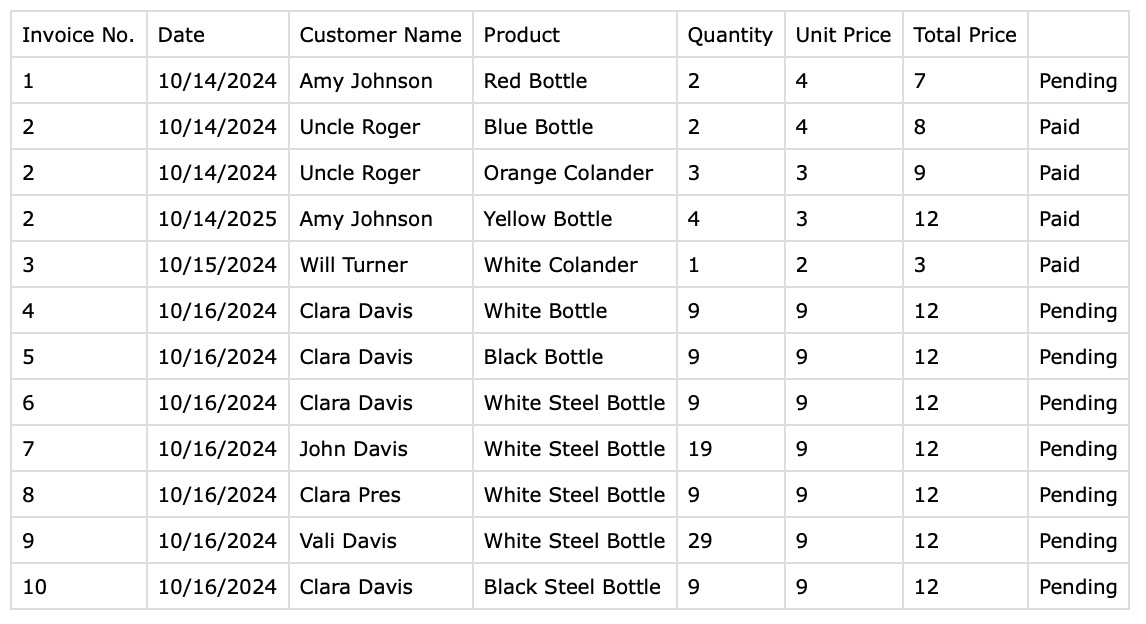 Invoice No. Date Customer Name Product Quantity Unit Price Total Price
1 10/14/2024 Amy Johnson Red Bottle 2 4 7 Pending
2 10/14/2024 Uncle Roger Blue Bottle 2 4 8 Paid
2 10/14/2024 Uncle Roger Orange Colander 3 3 9 Paid
2 10/14/2025 Amy Johnson Yellow Bottle 4 3 12 Paid
3 10/15/2024 Will Turner White Colander 1 2 3 Paid
4 10/16/2024 Clara Davis White Bottle 9 9 12 Pending
5 10/16/2024 Clara Davis Black Bottle 9 9 12 Pending
6 10/16/2024 Clara Davis White Steel Bottle 9 9 12 Pending
7 10/16/2024 John Davis White Steel Bottle 19 9 12 Pending
8 10/16/2024 Clara Pres White Steel Bottle 9 9 12 Pending
9 10/16/2024 Vali Davis White Steel Bottle 29 9 12 Pending
10 10/16/2024 Clara Davis Black Steel Bottle 9 9 12 Pending